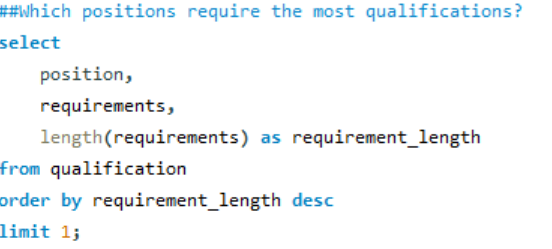 ##Which positions require the most qualifications?
select
position,
requirements,
length(requirements) as requirement_length
from qualification
order by requirement_length desc
limit 1;